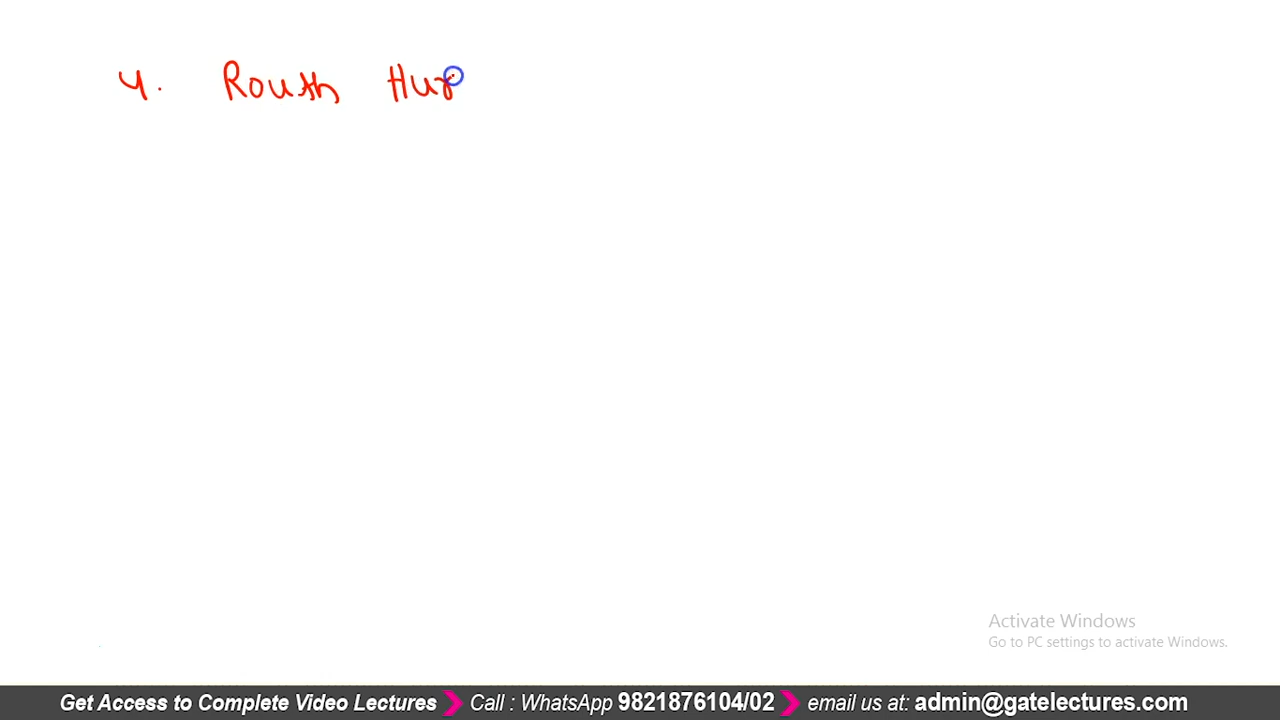 4. Routh Hur
Activate Windows
Go to PC settings to activate Windows.
Get Access to Complete Video Lectures Call : WhatsApp 9821876104/02 email us at: admin@gatelectures.com